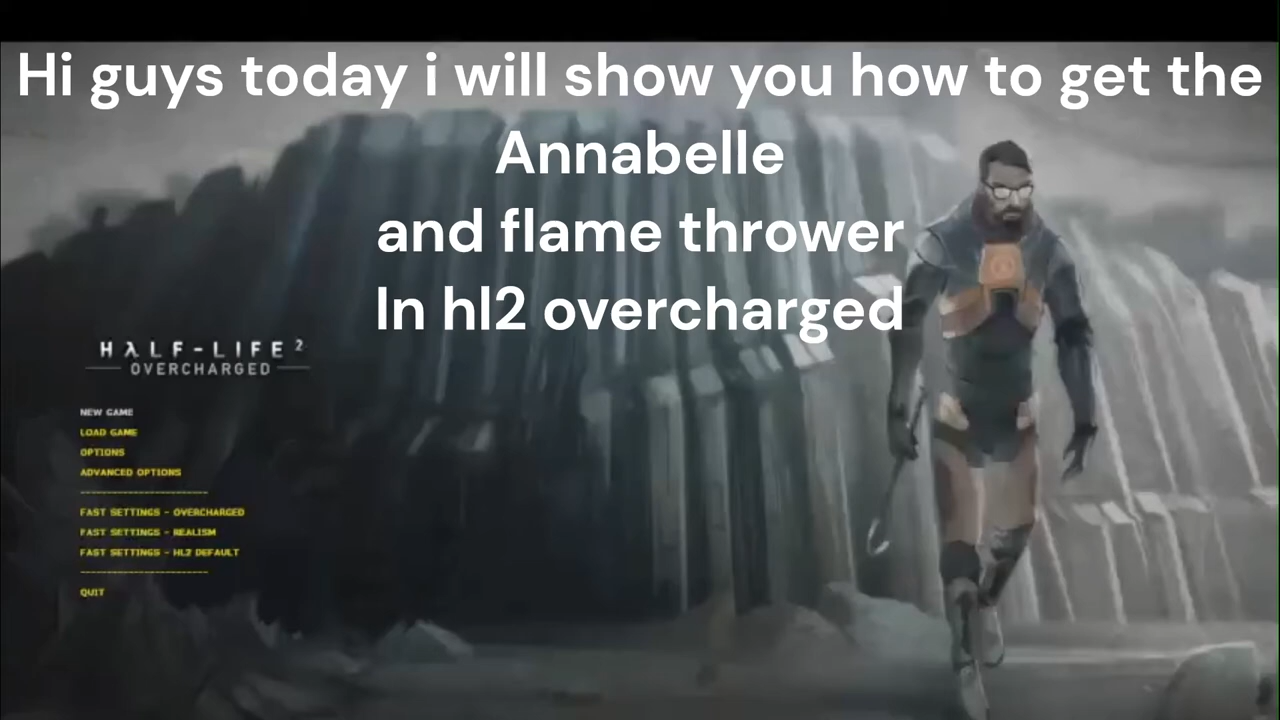 Hi guys today i will show you how to get the
Annabelle
and flame thrower
In hl2 overcharged
HλLF-LIFE 2
OVERCHARGED
NEW GAME
LOAD GAME
OPTIONS
ADVANCED OPTIONS
------------------------
FAST SETTINGS - OVERCHARGED
FAST SETTINGS - REALISM
FAST SETTINGS - HL2 DEFAULT
------------------------
QUIT